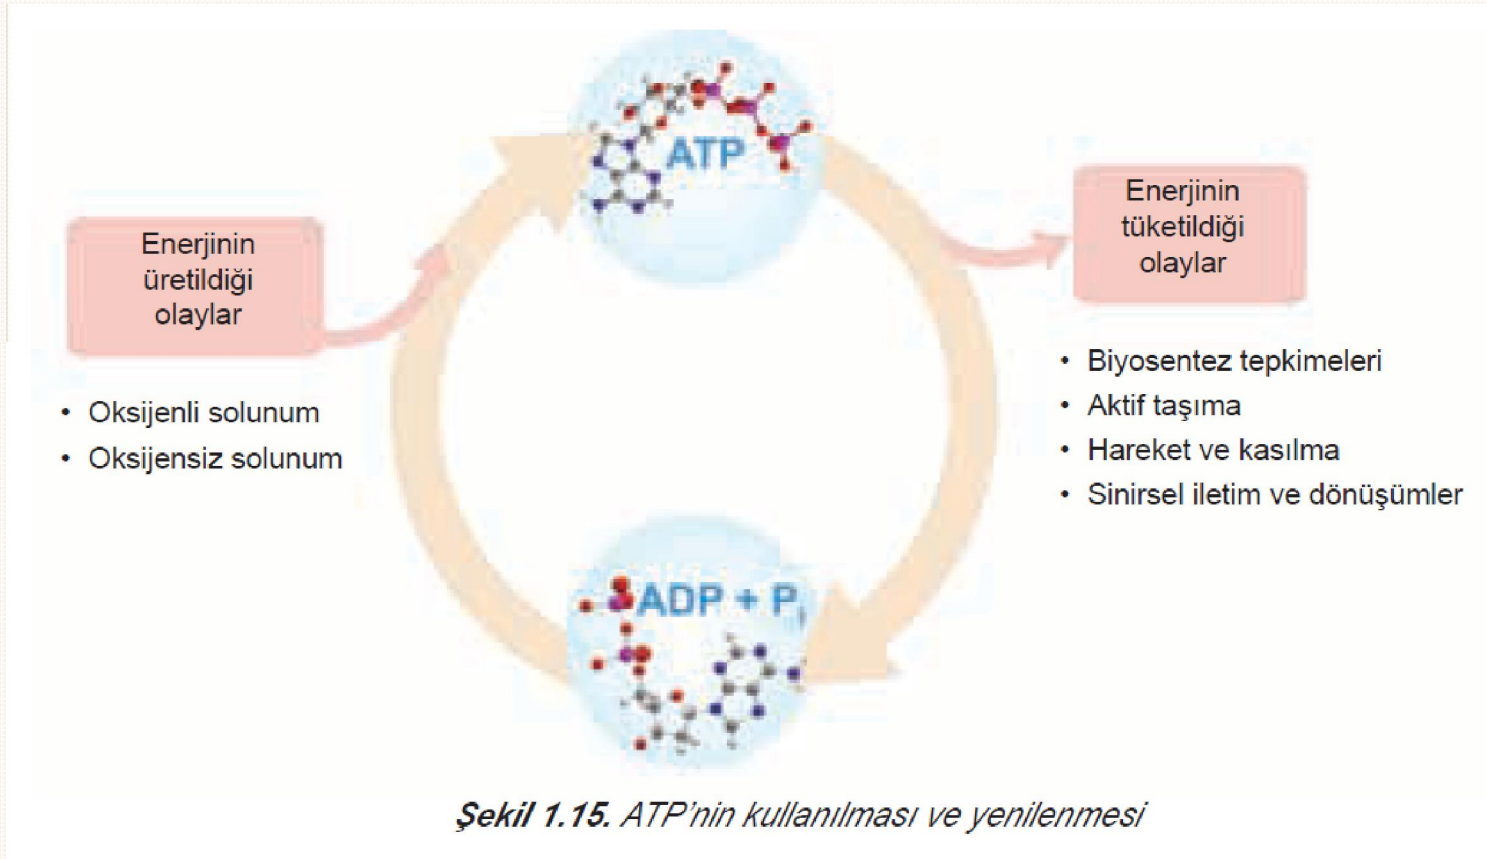 ATP
Enerjinin
üretildiği
olaylar
• Oksijenli solunum
• Oksijensiz solunum
Enerjinin
tüketildiği
olaylar
• Biyosentez tepkimeleri
• Aktif taşıma
• Hareket ve kasılma
• Sinirsel iletim ve dönüşümler
ADP + Pi
Şekil 1.15. ATP'nin kullanılması ve yenilenmesi